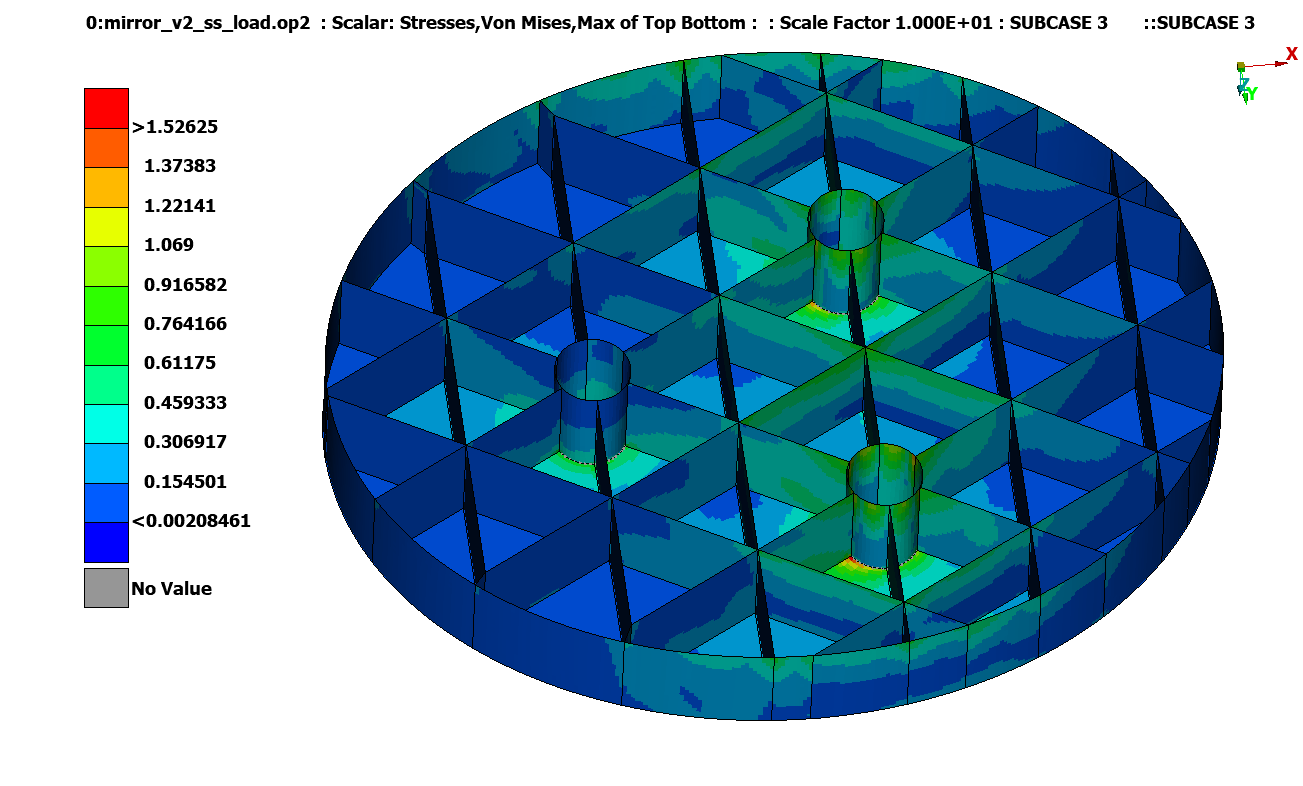 0:mirror_v2_ss_load.op2 : Scalar: Stresses,Von Mises,Max of Top Bottom : : Scale Factor 1.000E+01 : SUBCASE 3 ::SUBCASE 3
X
Z
Y
>1.52625
1.37383
1.22141
1.069
0.916582
0.764166
0.61175
0.459333
0.306917
0.154501
<0.00208461
No Value